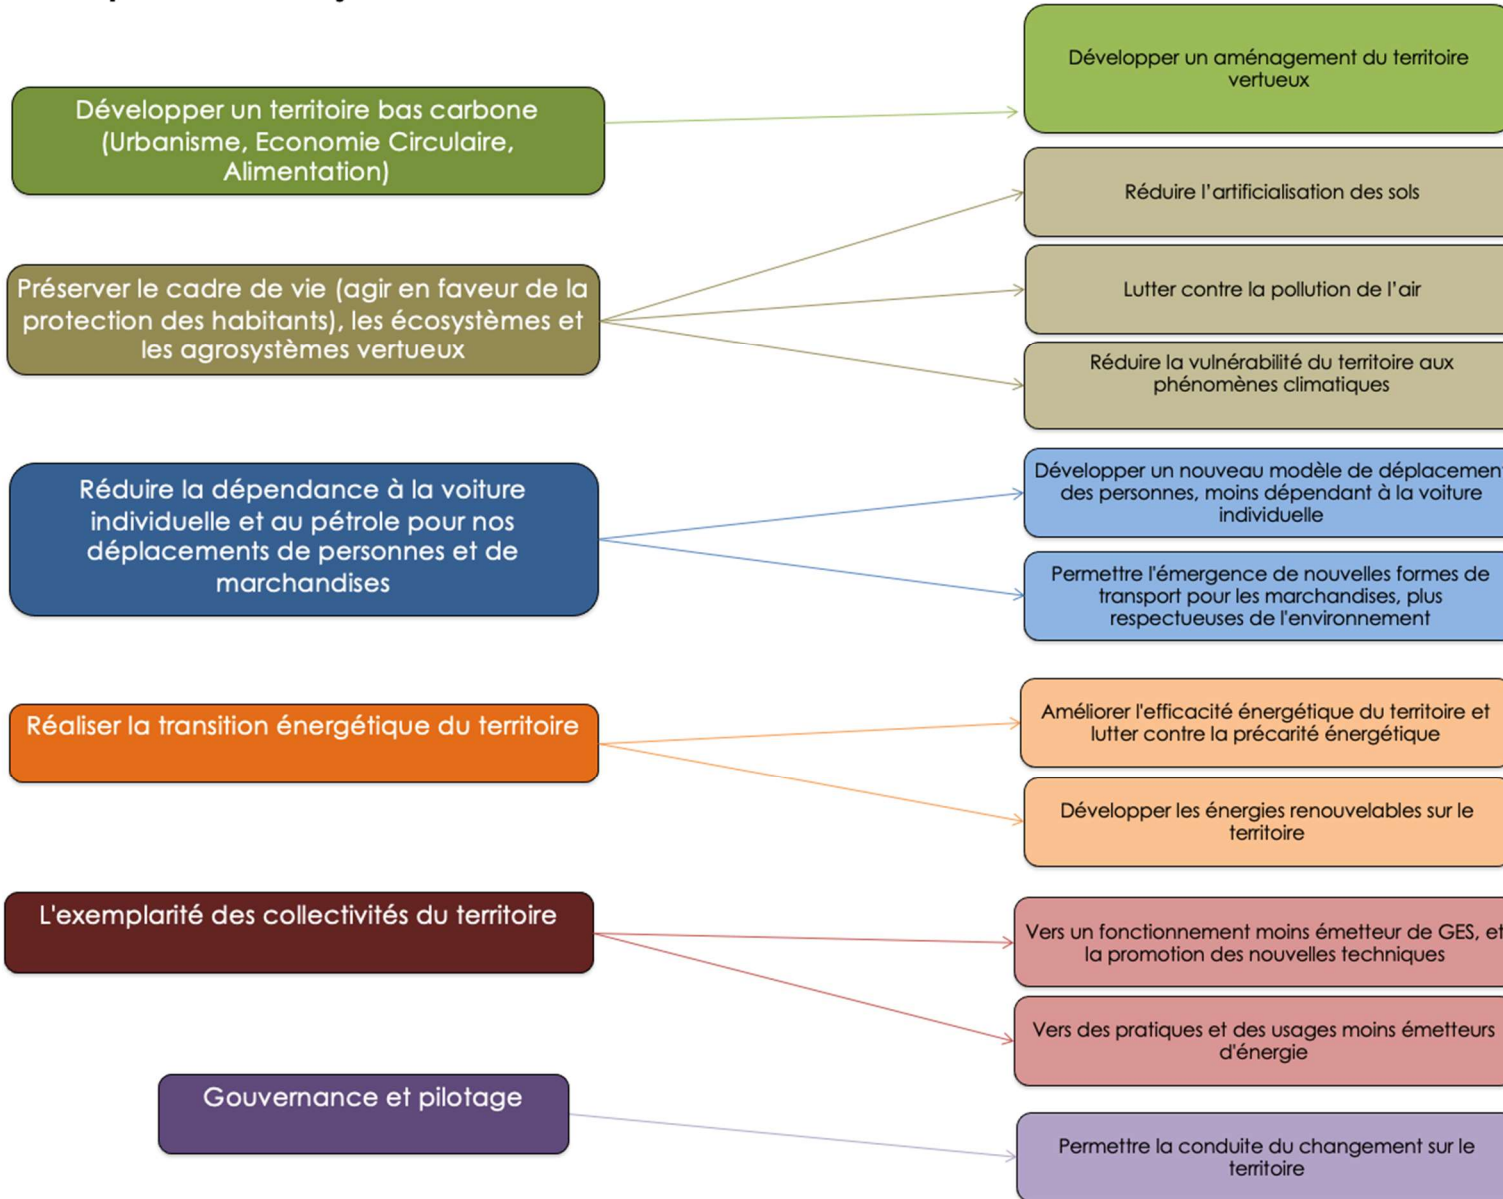 Développer un territoire bas carbone
(Urbanisme, Economie Circulaire,
Alimentation)
Développer un aménagement du territoire
vertueux
Préserver le cadre de vie (agir en faveur de la
protection des habitants), les écosystèmes et
les agrosystèmes vertueux
Réduire l’artificialisation des sols
Lutter contre la pollution de l’air
Réduire la vulnérabilité du territoire aux
phénomènes climatiques
Réduire la dépendance à la voiture
individuelle et au pétrole pour nos
déplacements de personnes et de
marchandises
Développer un nouveau modèle de déplacement
des personnes, moins dépendant à la voiture
individuelle
Permettre l'émergence de nouvelles formes de
transport pour les marchandises, plus
respectueuses de l'environnement
Réaliser la transition énergétique du territoire
Améliorer l'efficacité énergétique du territoire et
lutter contre la précarité énergétique
Développer les énergies renouvelables sur le
territoire
L'exemplarité des collectivités du territoire
Vers un fonctionnement moins émetteur de GES, et
la promotion des nouvelles techniques
Vers des pratiques et des usages moins émetteurs
d'énergie
Gouvernance et pilotage
Permettre la conduite du changement sur le
territoire